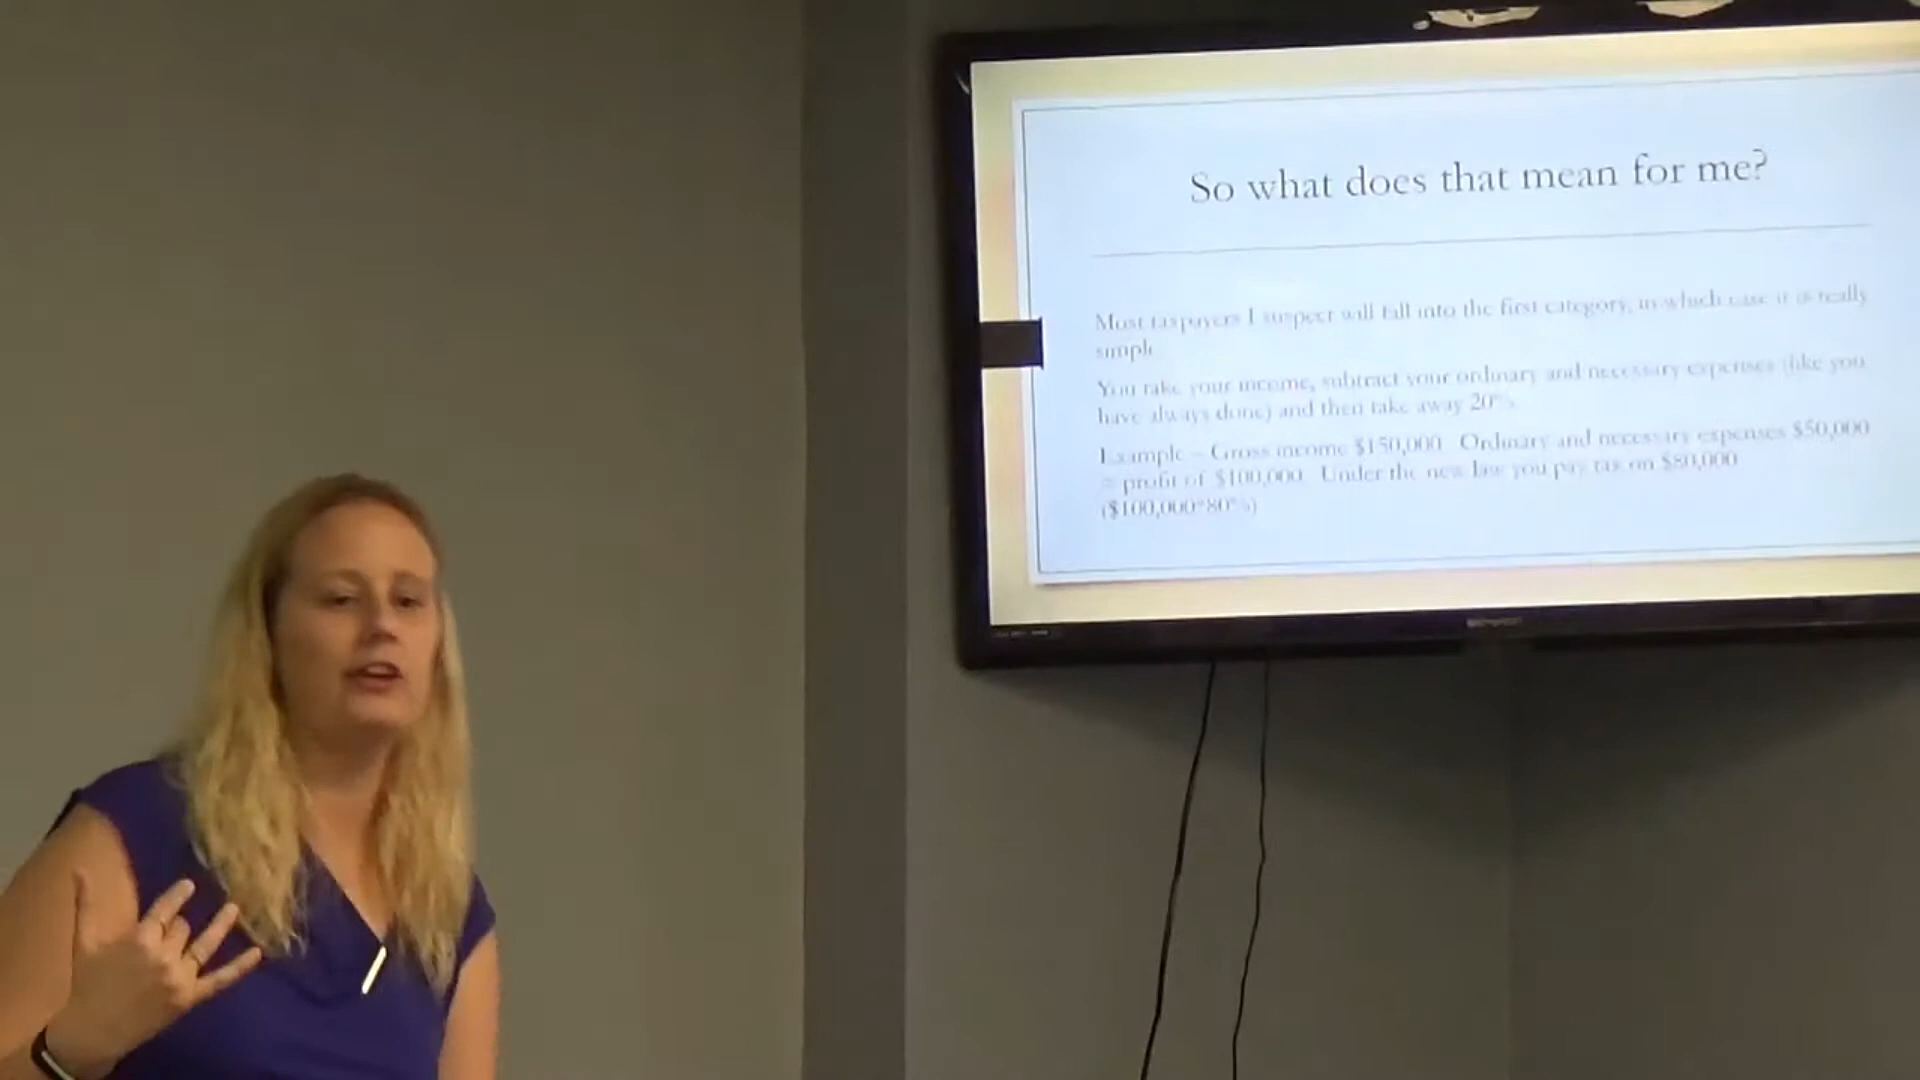 So what does that mean for me?
Most taxpayers I suspect will fall into the first category, in which case it is really
simple
You take your income, subtract your ordinary and necessary expenses (like you
have always done) and then take away 20%.
Example – Gross income $150,000 Ordinary and necessary expenses $50,000
= profit of $100,000 Under the new law you pay tax on $80,000
($100,000*80%)